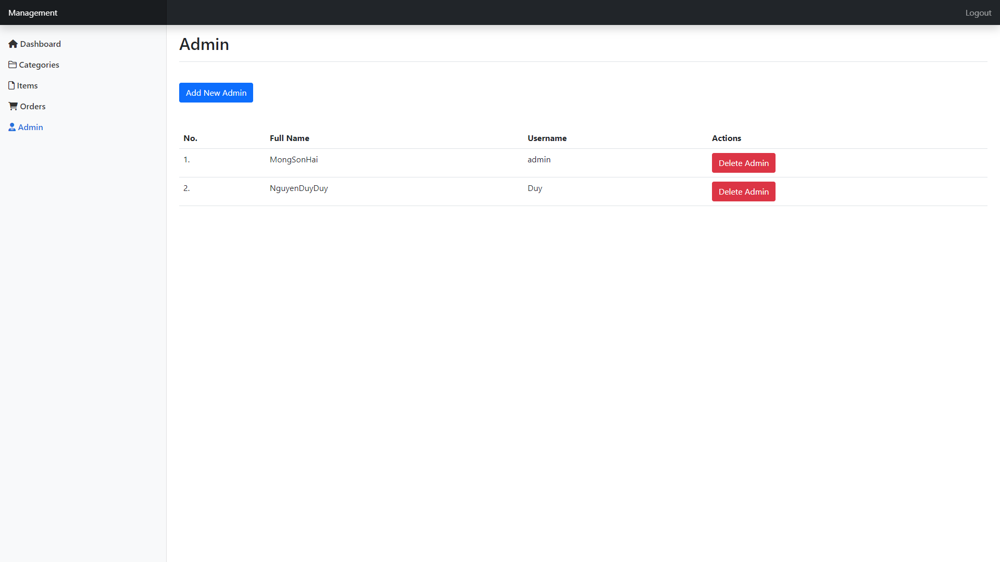 Management
Logout
Dashboard
Categories
Items
Orders
Admin
Admin
Add New Admin
No. Full Name Username Actions
1. MongSonHai admin Delete Admin
2. NguyenDuyDuy Duy Delete Admin